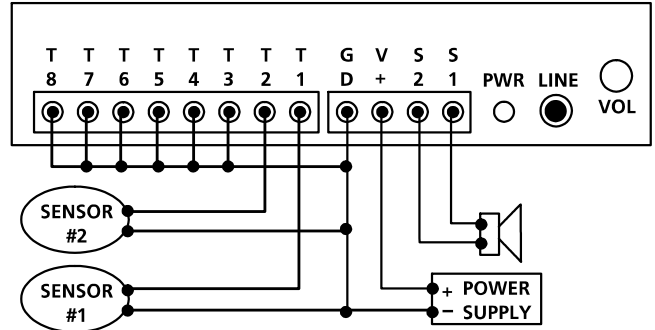 T T T T T T T T G V S S
8 7 6 5 4 3 2 1 D + 2 1 PWR LINE
VOL
SENSOR
#2
SENSOR
#1
+ POWER
− SUPPLY